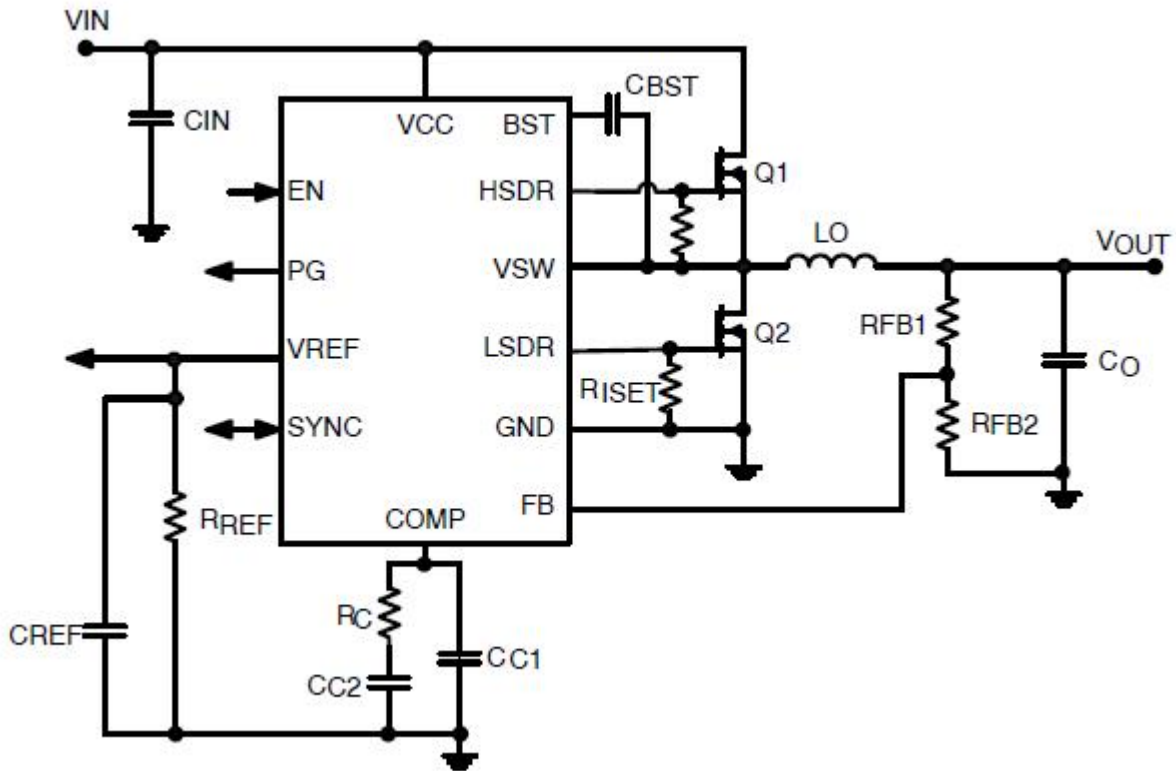 VIN
CIN
VCC
BST
CBST
EN
HSDR
Q1
PG
VSW
LO
VOUT
VREF
LSDR
Q2
RISET
RFB1
CO
SYNC
GND
RFB2
FB
COMP
RREF
CREF
RC
CC2
CC1